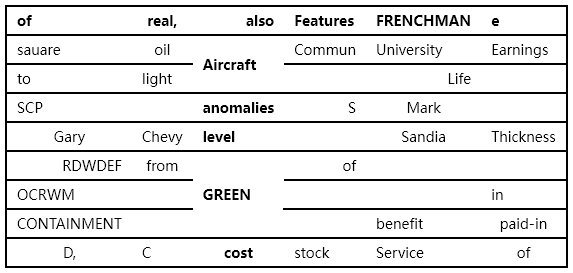 of real, also Features FRENCHMAN e
sauare oil Aircraft Commun University Earnings
to light Life
SCP anomalies S Mark
Gary Chevy level Sandia Thickness
RDWDEF from GREEN of
OCRWM in
CONTAINMENT benefit paid-in
D, C cost stock Service of